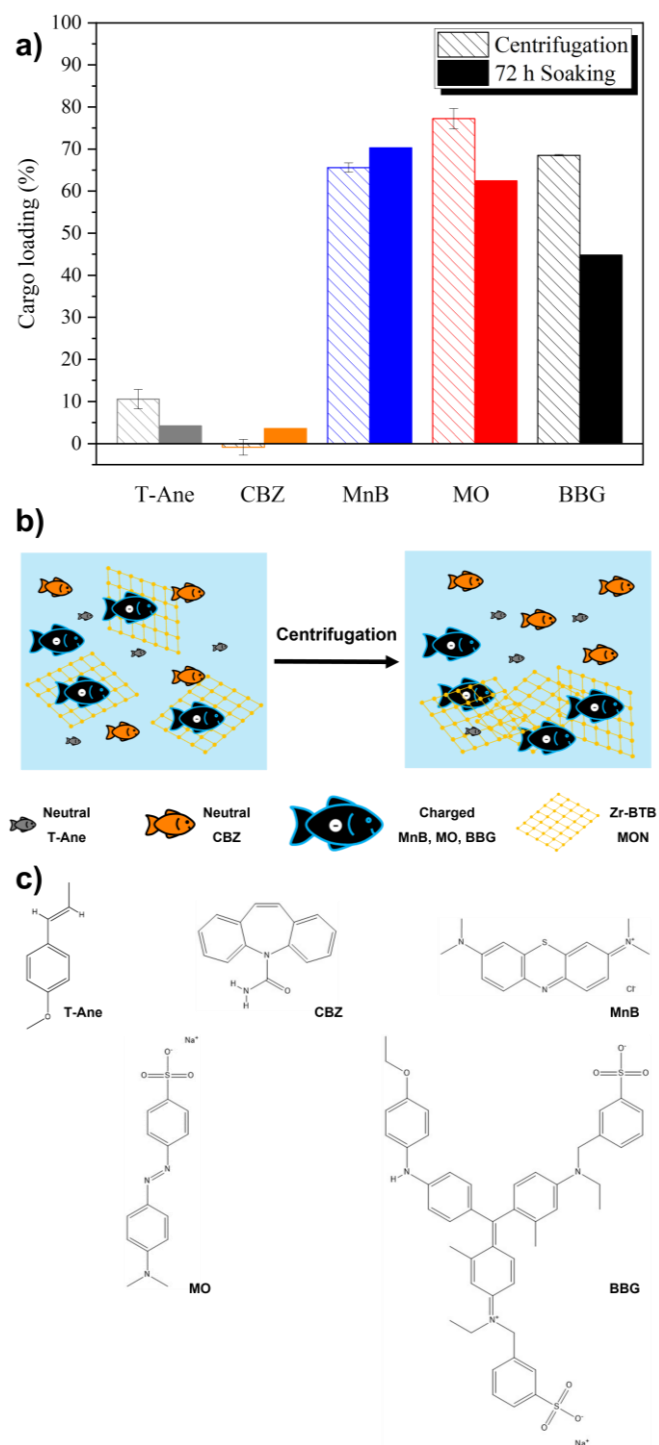 a)
100
90
80
70
60
50
40
30
20
10
0
Cargo loading (%)
Centrifugation
72 h Soaking
T-Ane CBZ MnB MO BBG
b)
Centrifugation
Neutral
T-Ane
Neutral
CBZ
Charged
MnB, MO, BBG
Zr-BTB
MON
c)
H
H
O
T-Ane
N
N
H
H
O
CBZ
N
S
N+
N
Cl-
MnB
Na+
O-
O
S
O
N
N
N
MO
O-
O
S
O
O
N
H
N
N+
O
S
O-
O
Na+
BBG